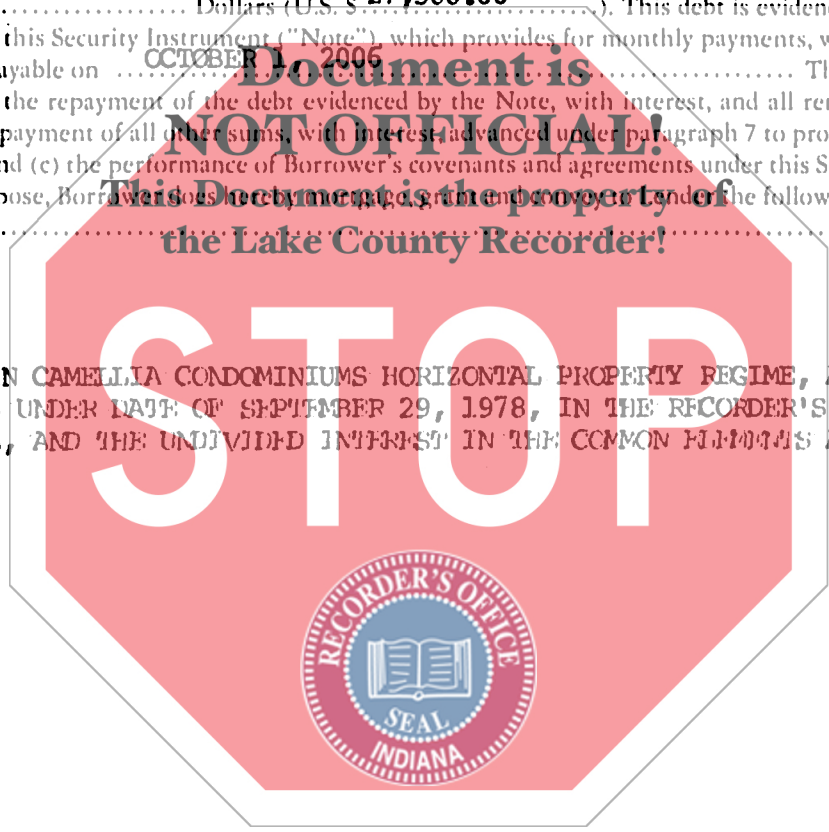 Dollars (U.S. $ 27,500.00 ). This debt is eviden
this Security Instrument ("Note"), which provides for monthly payments, w
ayable on OCTOBER 1, 2006 Th
the repayment of the debt evidenced by the Note, with interest, and all ren
payment of all other sums, with interest, advanced under paragraph 7 to pro
nd (c) the performance of Borrower's covenants and agreements under this S
pose, Borrower does hereby mortgage, grant and convey to Lender the follow
Document is
NOT OFFICIAL!
This Document is the property of
the Lake County Recorder!
N CAMELLIA CONDOMINIUMS HORIZONTAL PROPERTY REGIME,
UNDER DATE OF SEPTEMBER 29, 1978, IN THE RECORDER'S
, AND THE UNDIVIDED INTEREST IN THE COMMON ELEMENTS
STOP
RECORDER'S OFFICE
SEAL
INDIANA